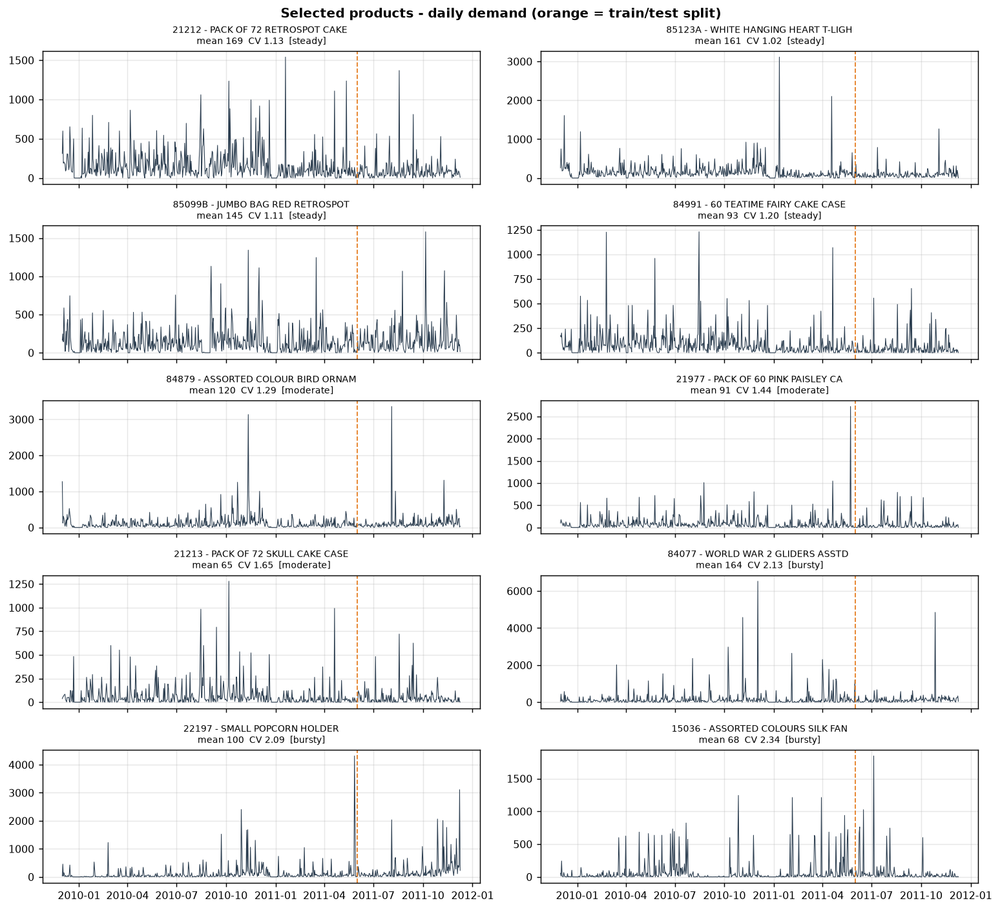 Selected products - daily demand (orange = train/test split)
21212 - PACK OF 72 RETROSPOT CAKE
mean 169  CV 1.13  [steady]
1500
1000
500
0
85123A - WHITE HANGING HEART T-LIGH
mean 161  CV 1.02  [steady]
3000
2000
1000
0
85099B - JUMBO BAG RED RETROSPOT
mean 145  CV 1.11  [steady]
1500
1000
500
0
84991 - 60 TEATIME FAIRY CAKE CASE
mean 93  CV 1.20  [steady]
1250
1000
750
500
250
0
84879 - ASSORTED COLOUR BIRD ORNAM
mean 120  CV 1.29  [moderate]
3000
2000
1000
0
21977 - PACK OF 60 PINK PAISLEY CA
mean 91  CV 1.44  [moderate]
2500
2000
1500
1000
500
0
21213 - PACK OF 72 SKULL CAKE CASE
mean 65  CV 1.65  [moderate]
1250
1000
750
500
250
0
84077 - WORLD WAR 2 GLIDERS ASSTD
mean 164  CV 2.13  [bursty]
6000
4000
2000
0
22197 - SMALL POPCORN HOLDER
mean 100  CV 2.09  [bursty]
4000
3000
2000
1000
0
2010-01 2010-04 2010-07 2010-10 2011-01 2011-04 2011-07 2011-10 2012-01
15036 - ASSORTED COLOURS SILK FAN
mean 68  CV 2.34  [bursty]
1500
1000
500
0
2010-01 2010-04 2010-07 2010-10 2011-01 2011-04 2011-07 2011-10 2012-01